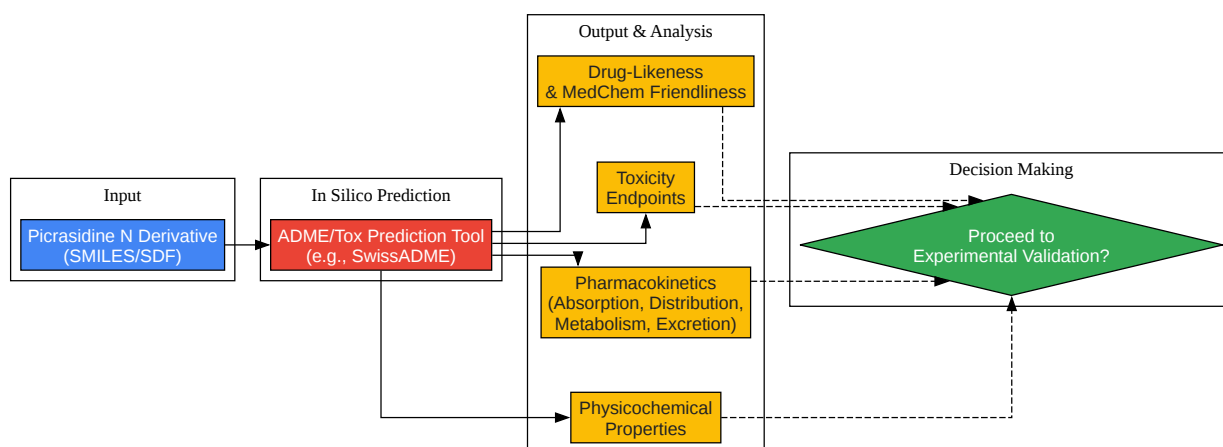 Input
Picrasidine N Derivative
(SMILES/SDF)
In Silico Prediction
ADME/Tox Prediction Tool
(e.g., SwissADME)
Output & Analysis
Drug-Likeness
& MedChem Friendliness
Toxicity
Endpoints
Pharmacokinetics
(Absorption, Distribution,
Metabolism, Excretion)
Physicochemical
Properties
Decision Making
Proceed to
Experimental Validation?